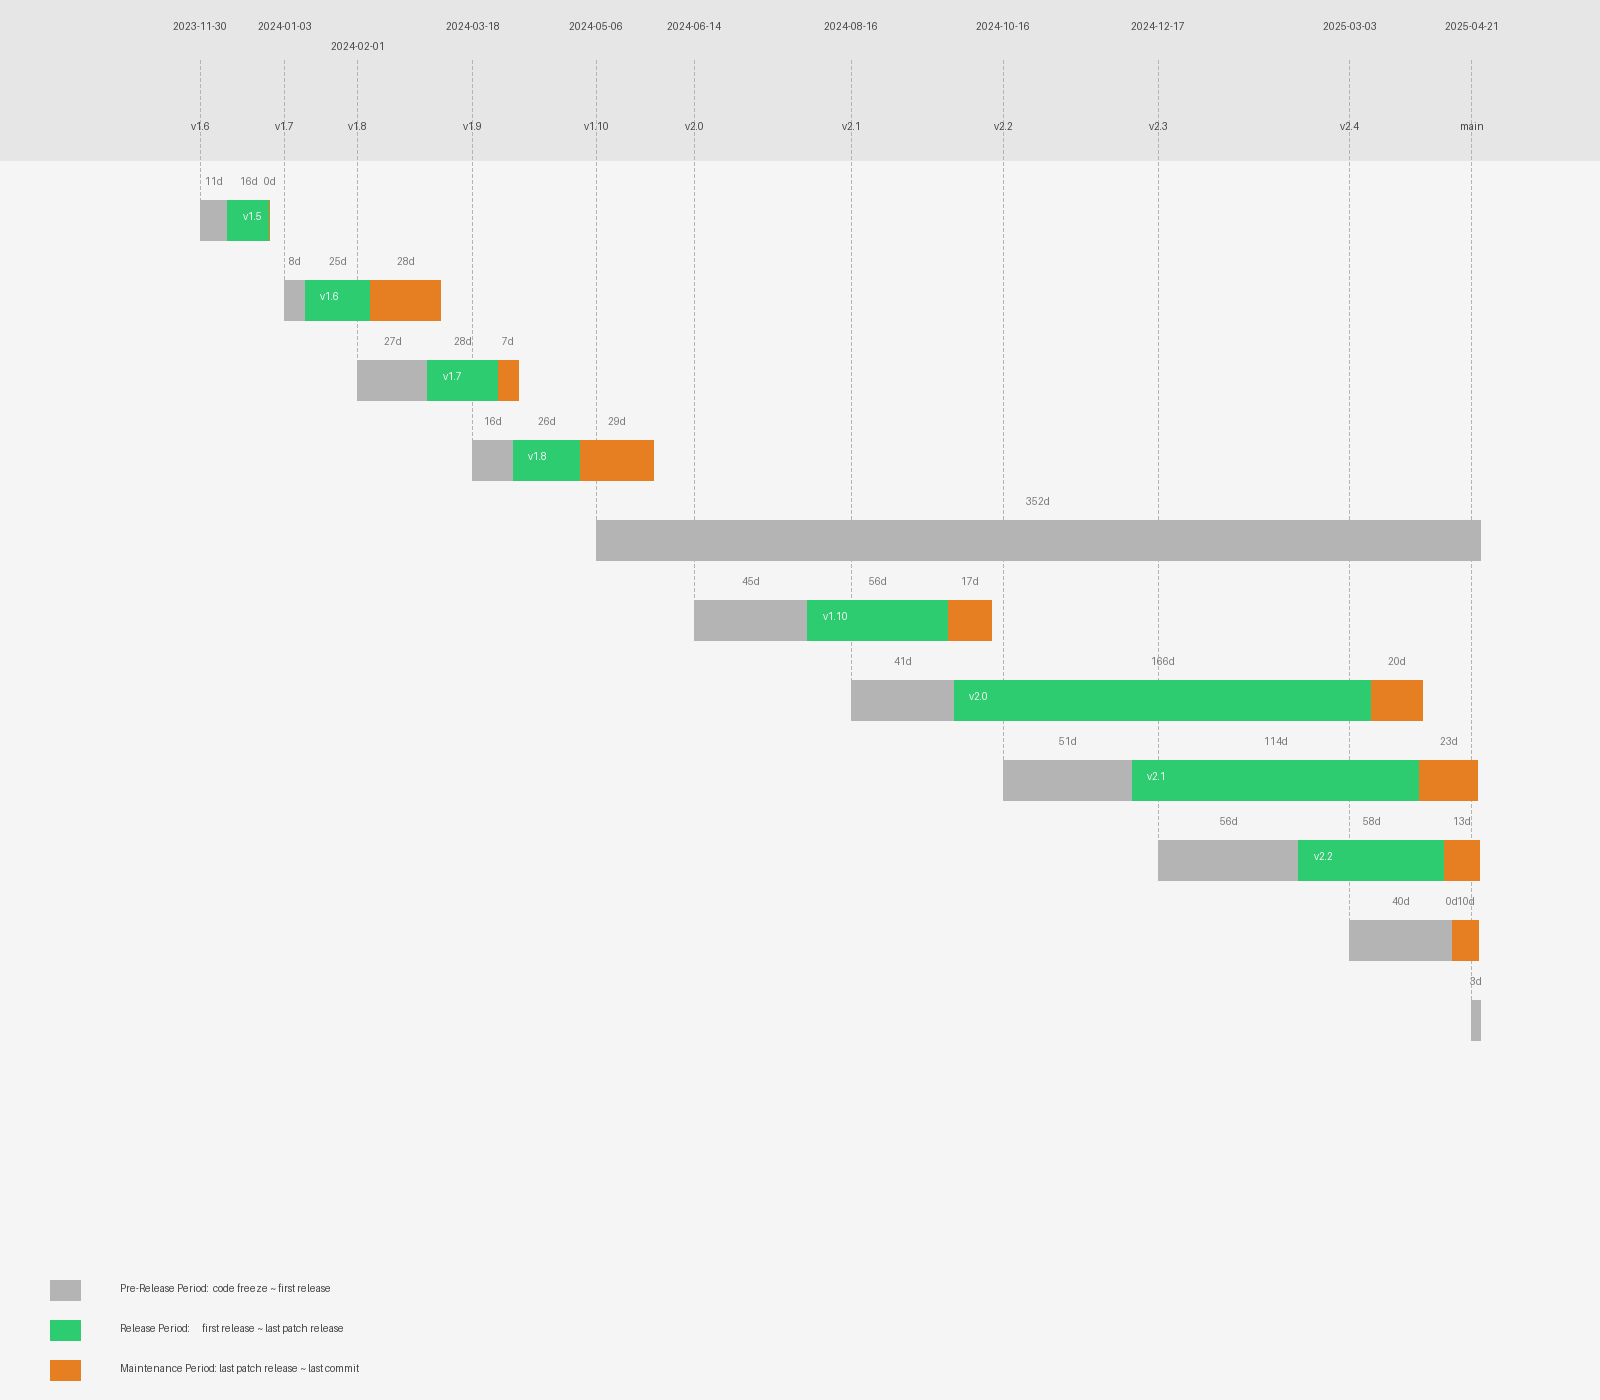 2023-11-30 2024-01-03 2024-03-18 2024-05-06 2024-06-14 2024-08-16 2024-10-16 2024-12-17 2025-03-03 2025-04-21
2024-02-01
v1.6 v1.7 v1.8 v1.9 v1.10 v2.0 v2.1 v2.2 v2.3 v2.4 main
11d 16d 0d
v1.5
8d 25d 28d
v1.6
27d 28d 7d
v1.7
16d 26d 29d
v1.8
352d
45d 56d 17d
v1.10
41d 166d 20d
v2.0
51d 114d 23d
v2.1
56d 58d 13d
v2.2
40d 0d 10d
3d
Pre-Release Period: code freeze ~ first release
Release Period: first release ~ last patch release
Maintenance Period: last patch release ~ last commit